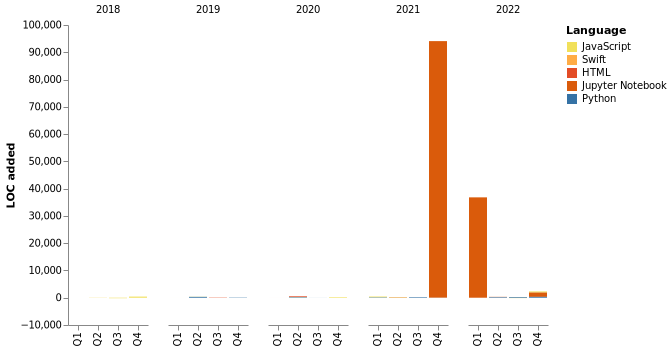 2018 2019 2020 2021 2022
100,000
90,000
80,000
70,000
60,000
50,000
40,000
30,000
20,000
10,000
0
−10,000
LOC added
Q1 Q2 Q3 Q4 Q1 Q2 Q3 Q4 Q1 Q2 Q3 Q4 Q1 Q2 Q3 Q4 Q1 Q2 Q3 Q4
Language
JavaScript
Swift
HTML
Jupyter Notebook
Python